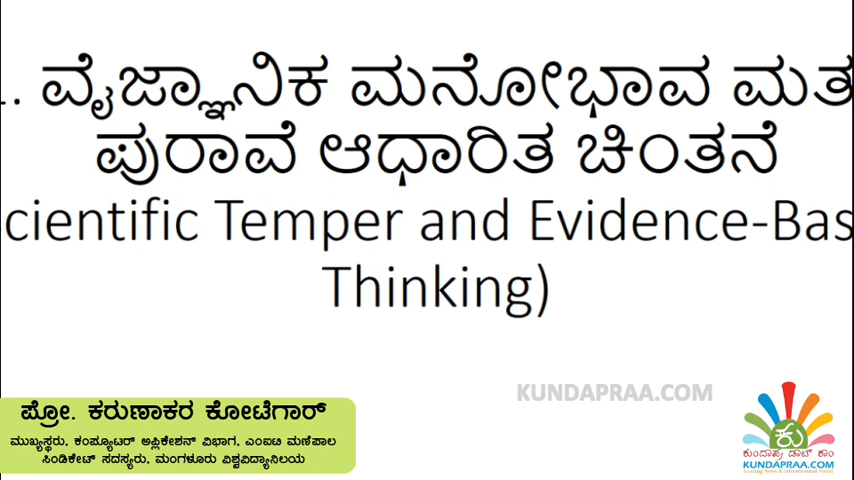 . ವೈಜ್ಞಾನಿಕ ಮನೋಭಾವ ಮತ
ಪುರಾವೆ ಆಧಾರಿತ ಚಿಂತನೆ
cientific Temper and Evidence-Bas
Thinking)
KUNDAPRAA.COM
ಪ್ರೋ. ಕರುಣಾಕರ ಕೋಟೆಗಾರ್
ಮುಖ್ಯಸ್ಥರು, ಕಂಪ್ಯೂಟರ್ ಅಪ್ಲಿಕೇಶನ್ ವಿಭಾಗ, ಎಂಐಟಿ ಮಣಿಪಾಲ
ಸಿಂಡಿಕೇಟ್ ಸದಸ್ಯರು, ಮಂಗಳೂರು ವಿಶ್ವವಿದ್ಯಾನಿಲಯ
ಕು
ಕುಂದಾಪ್ರ ಡಾಟ್ ಕಾಂ
KUNDAPRAA.COM